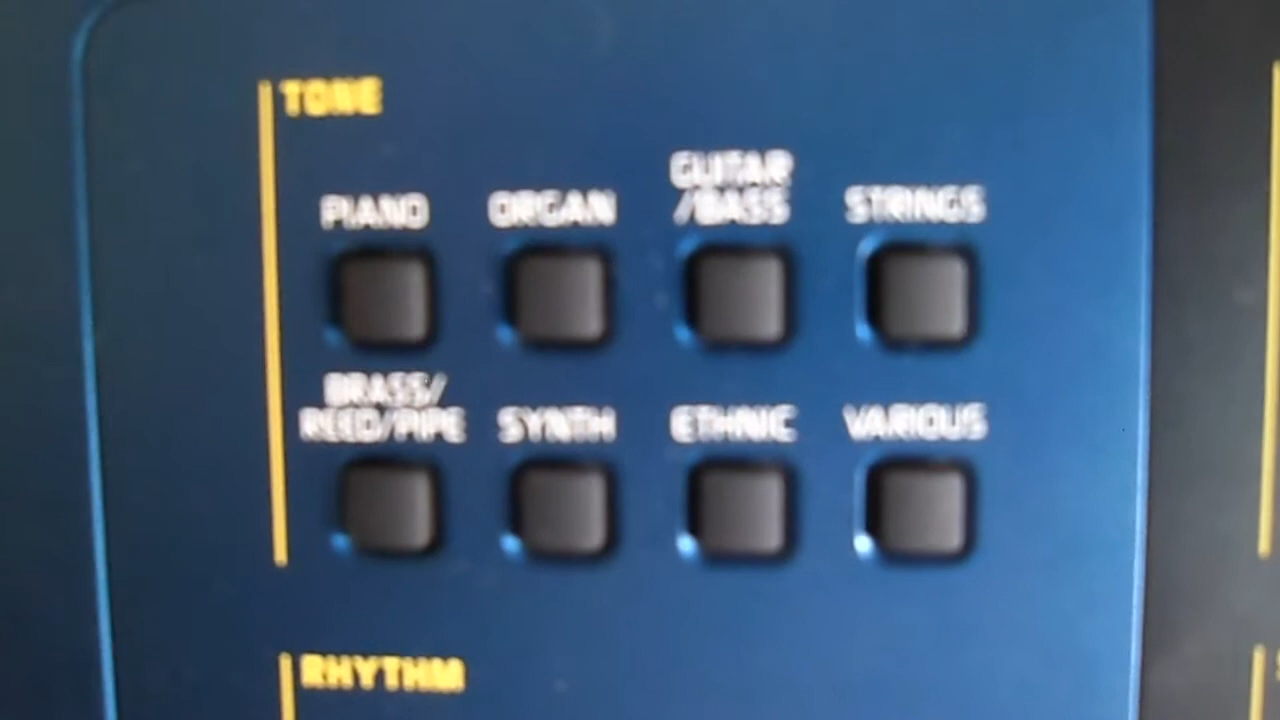 TONE
PIANO
ORGAN
GUITAR
/BASS
STRINGS
BRASS/
REED/PIPE
SYNTH
ETHNIC
VARIOUS
RHYTHM